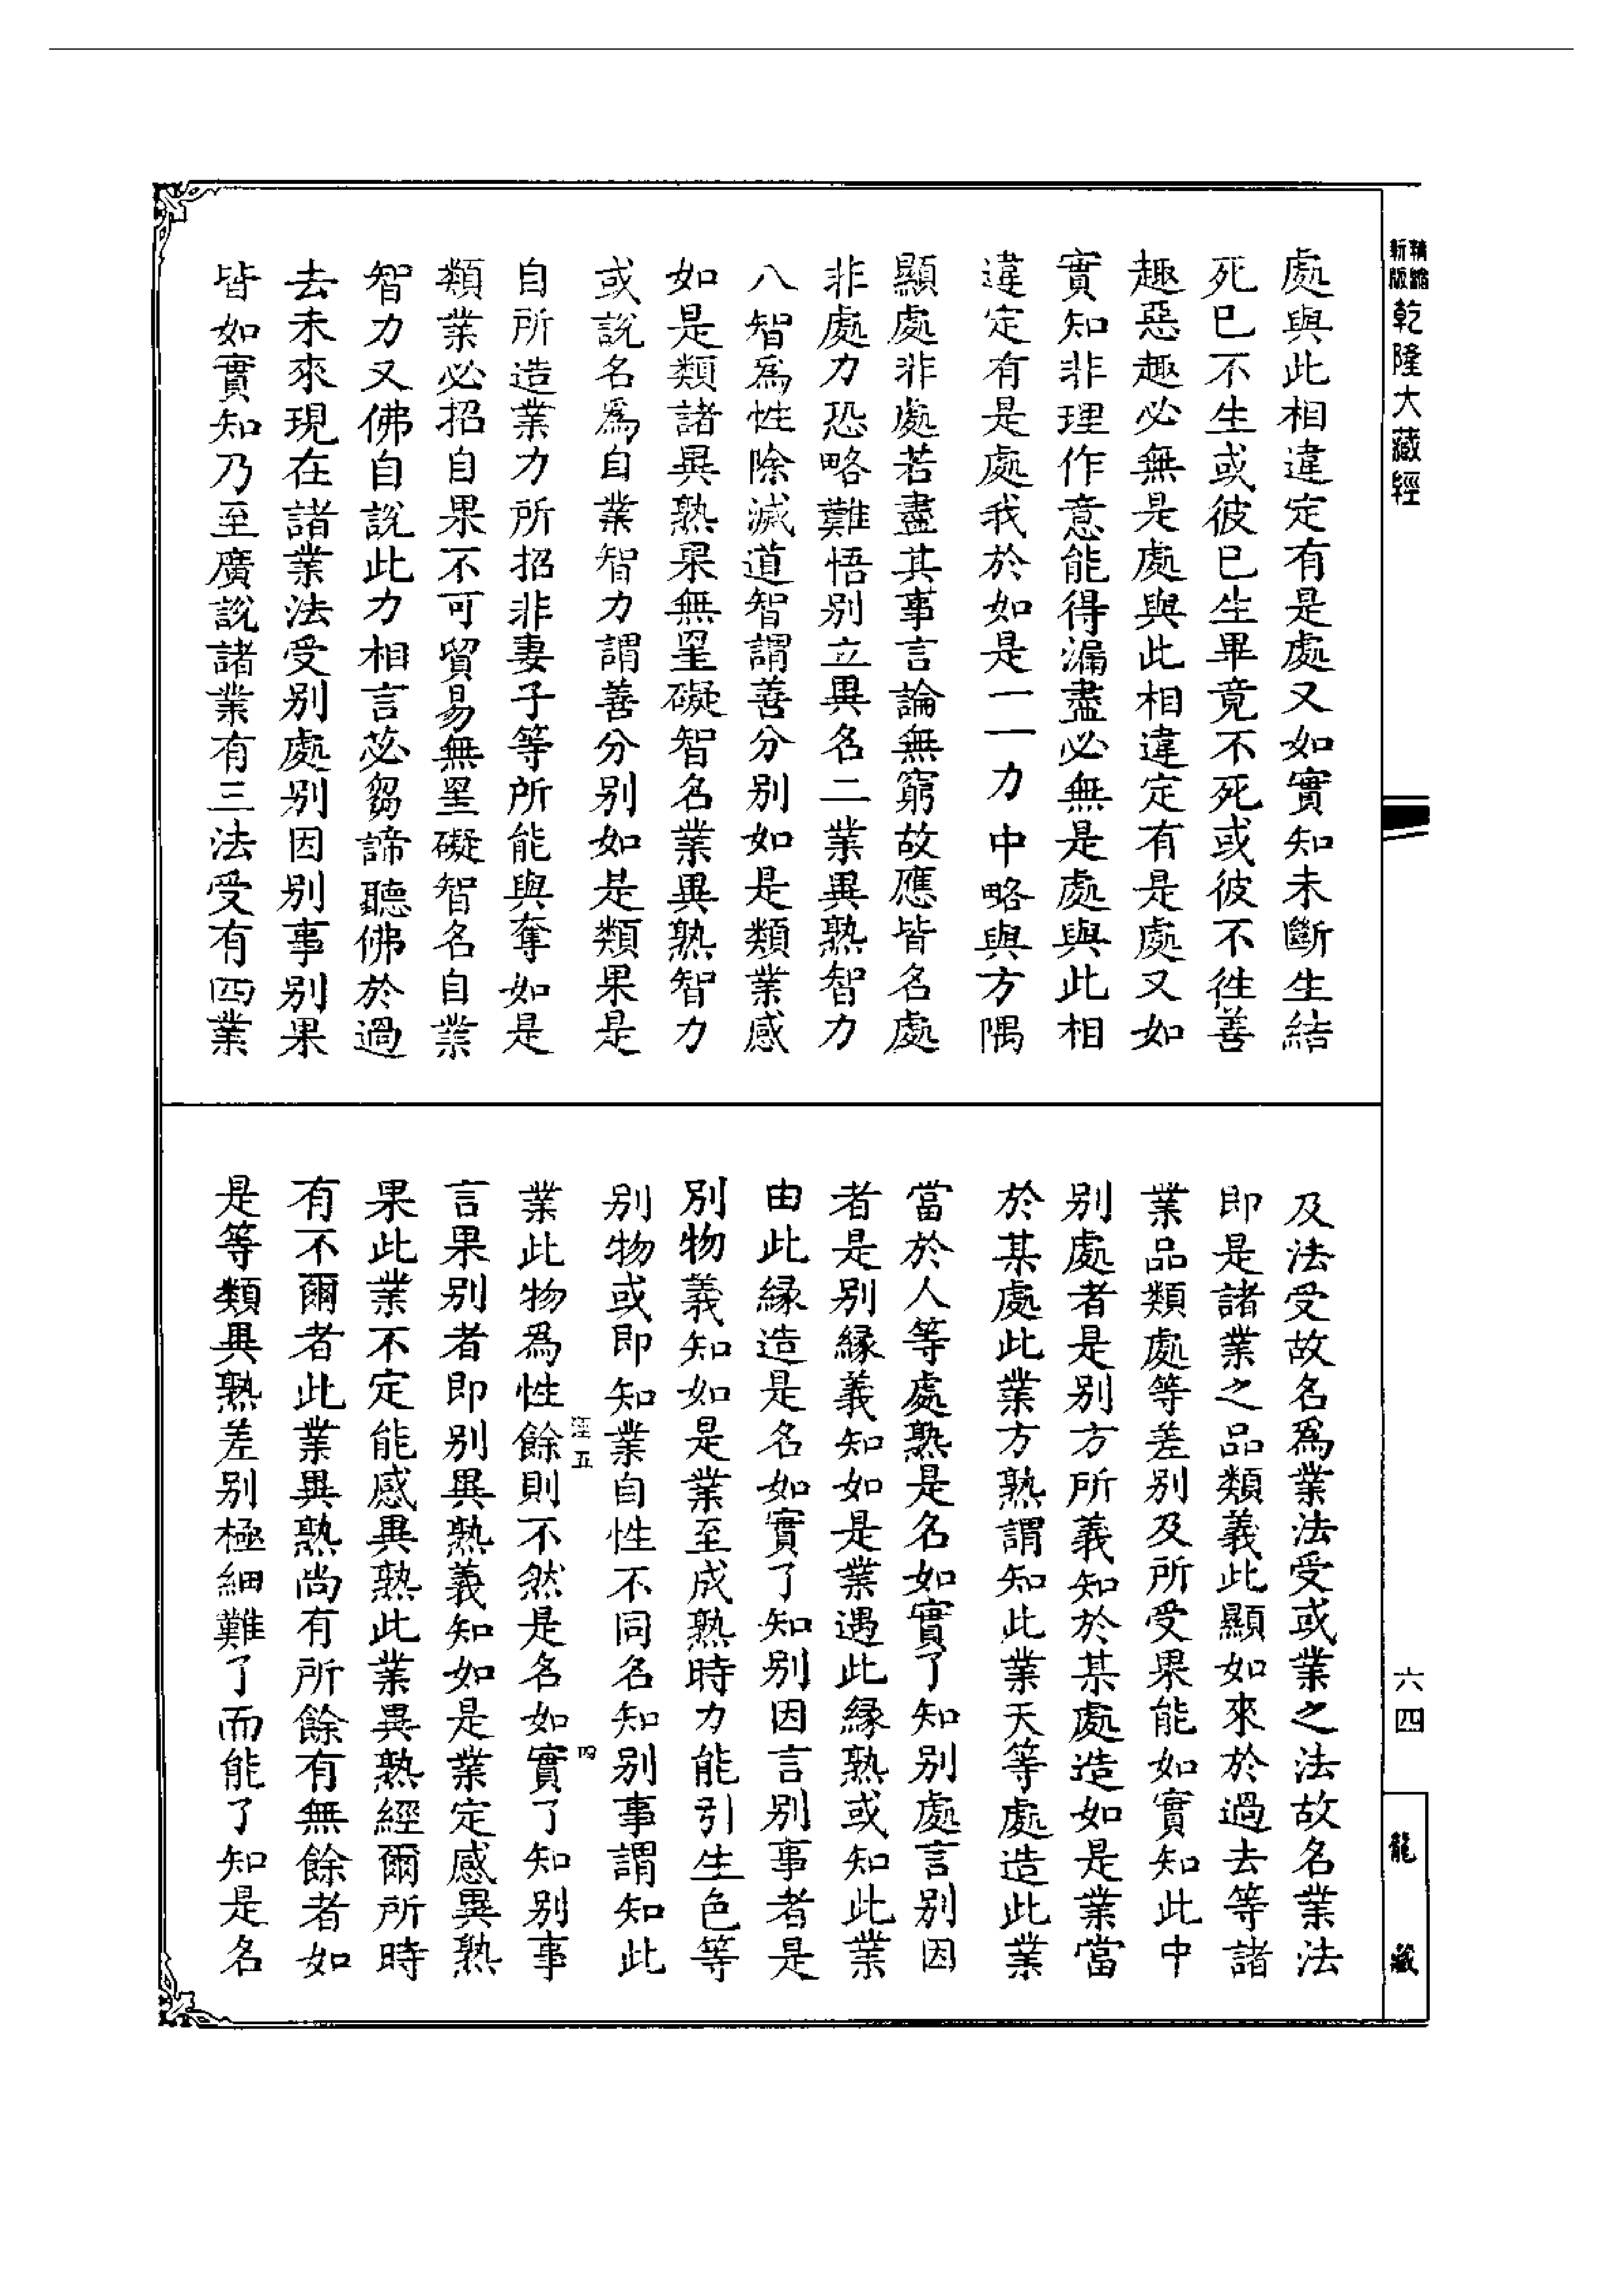 精縮
新版
乾隆大藏經
處與此相違定有是處又如實知未斷生結
死已不生或彼已生畢竟不死或彼不往善
趣惡趣必無是處與此相違定有是處又如
實知非理作意能得漏盡必無是處與此相
違定有是處我於如是一一力中略與方隅
顯處非處若盡其事言論無窮故應皆名處
非處力恐略難悟別立異名二業異熟智力
八智爲性除滅道智謂善分別如是類業感
如是類諸異熟果無罣礙智名業異熟智力
或說名爲自業智力謂善分別如是類果是
自所造業力所招非妻子等所能與奪如是
類業必招自果不可貿易無罣礙智名自業
智力又佛自說此力相言苾芻諦聽佛於過
去未來現在諸業法受別處別因別事別果
皆如實知乃至廣說諸業有三法受有四業
及法受故名爲業法受或業之法故名業法
即是諸業之品類義此顯如來於過去等諸
業品類處等差別及所受果能如實知此中
別處者是別方所義知於某處造如是業當
於某處此業方熟謂知此業天等處造此業
當於人等處熟是名如實了知別處言別因
者是別緣義知如是業遇此緣熟或知此業
由此緣造是名如實了知別因言別事者是
別物義知如是業至成熟時力能引生色等
別物或即知業自性不同名知別事謂知此
業此物爲性餘則不然是名如實了知別事
言果別者即別異熟義知如是業定感異熟
果此業不定能感異熟此業異熟經爾所時
有不爾者此業異熟尚有所餘有無餘者如
是等類異熟差別極細難了而能了知是名
五
四
六四
龍藏